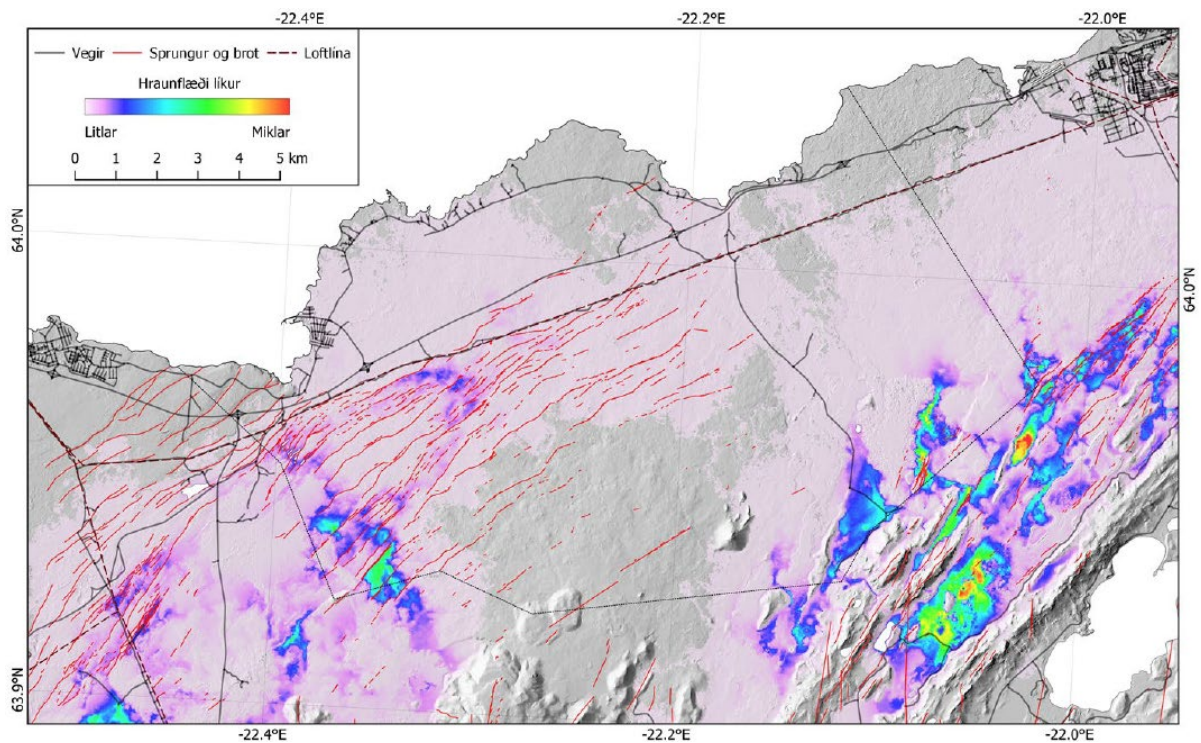 -22.4°E -22.2°E -22.0°E
Vegir Sprungur og brot Loftlína
Hraunflæði líkur
Litlar Miklar
0 1 2 3 4 5 km
64.0°N
64.0°N
63.9°N
-22.4°E -22.2°E -22.0°E